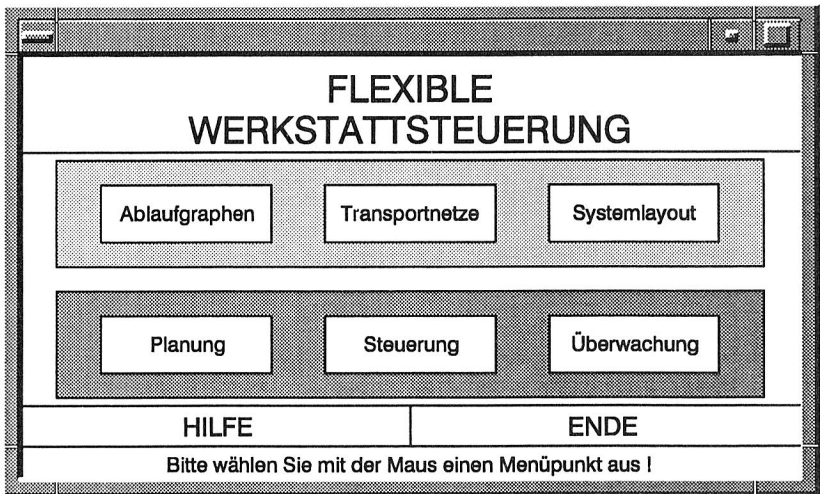 FLEXIBLE
WERKSTATTSTEUERUNG
Ablaufgraphen Transportnetze Systemlayout
Planung Steuerung Überwachung
HILFE ENDE
Bitte wählen Sie mit der Maus einen Menüpunkt aus !